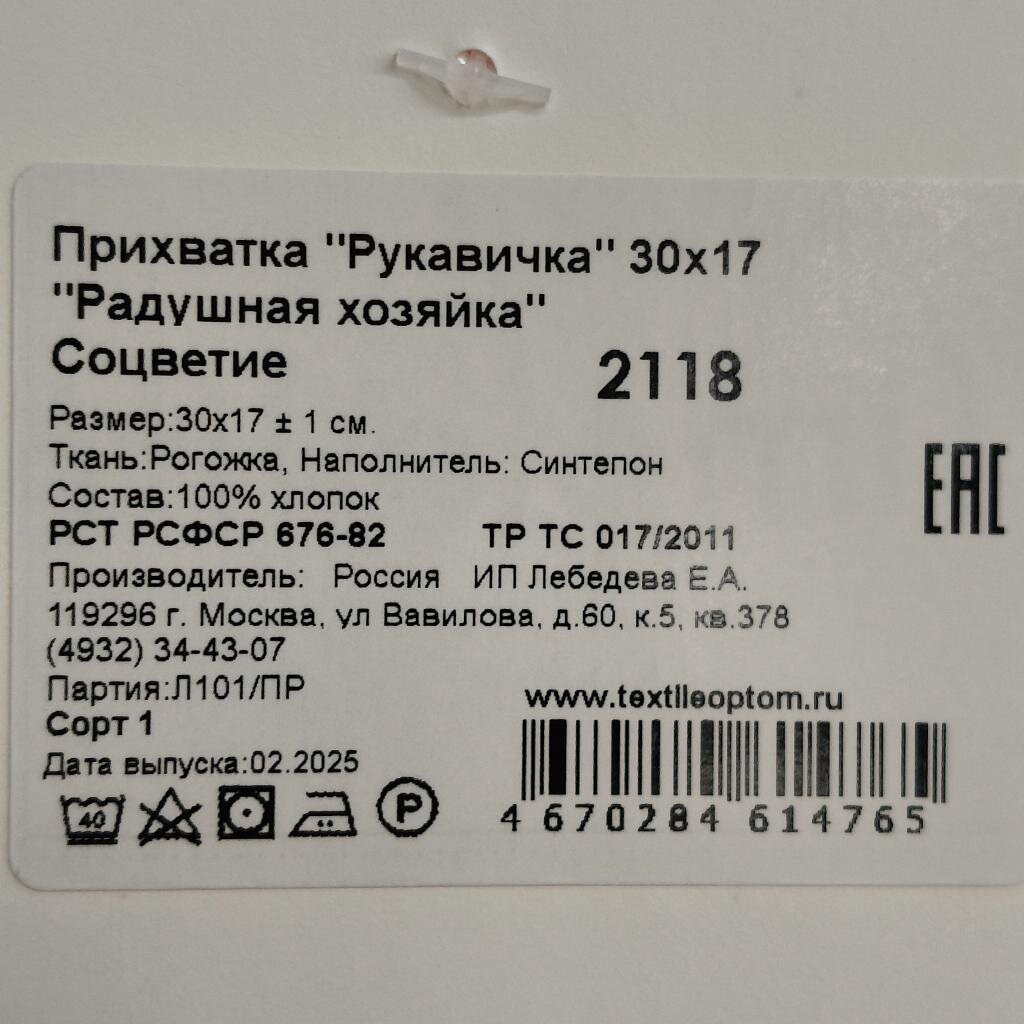 Прихватка "Рукавичка" 30х17
"Радушная хозяйка"
Соцветие
2118
Размер:30х17 ± 1 см.
Ткань:Рогожка, Наполнитель: Синтепон
Состав:100% хлопок
РСТ РСФСР 676-82 ТР ТС 017/2011
Производитель: Россия ИП Лебедева Е.А.
119296 г. Москва, ул Вавилова, д.60, к.5, кв.378
(4932) 34-43-07
Партия:Л101/ПР
Сорт 1
Дата выпуска:02.2025
40
P
www.textileoptom.ru
4 670284 614765
ЕАС